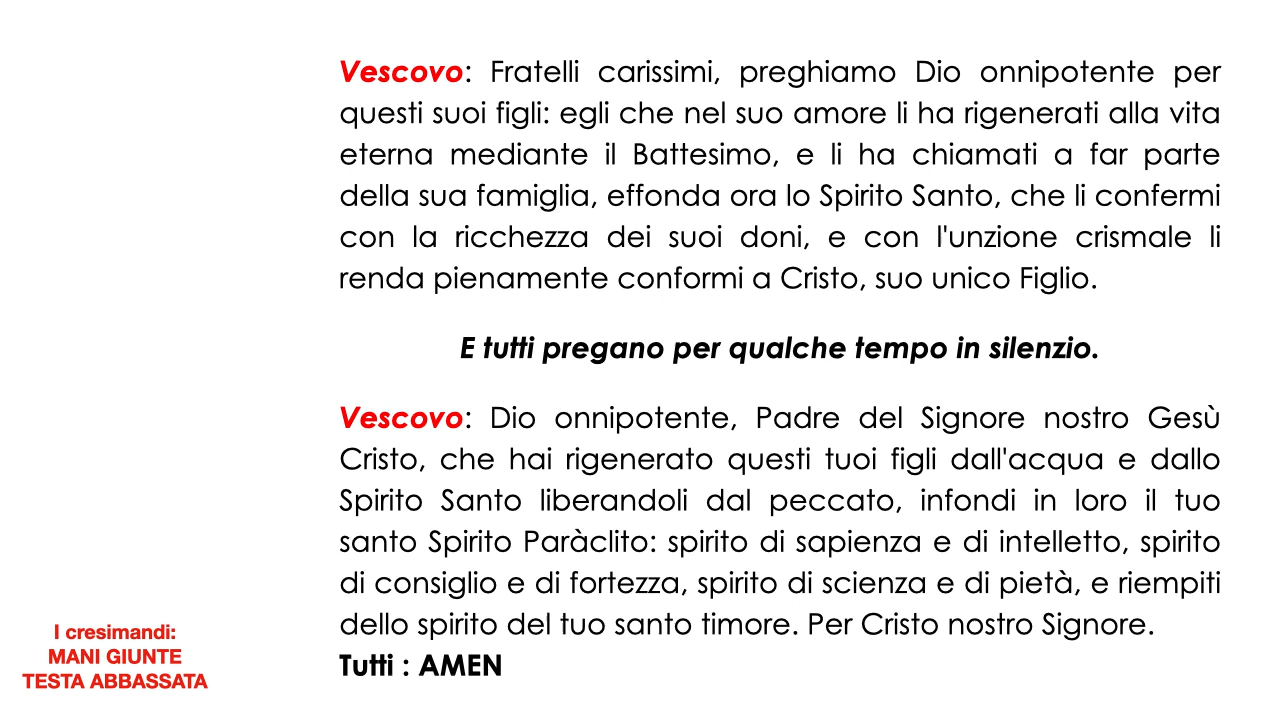 Vescovo: Fratelli carissimi, preghiamo Dio onnipotente per
questi suoi figli: egli che nel suo amore li ha rigenerati alla vita
eterna mediante il Battesimo, e li ha chiamati a far parte
della sua famiglia, effonda ora lo Spirito Santo, che li confermi
con la ricchezza dei suoi doni, e con l'unzione crismale li
renda pienamente conformi a Cristo, suo unico Figlio.
E tutti pregano per qualche tempo in silenzio.
Vescovo: Dio onnipotente, Padre del Signore nostro Gesù
Cristo, che hai rigenerato questi tuoi figli dall'acqua e dallo
Spirito Santo liberandoli dal peccato, infondi in loro il tuo
santo Spirito Paràclito: spirito di sapienza e di intelletto, spirito
di consiglio e di fortezza, spirito di scienza e di pietà, e riempiti
dello spirito del tuo santo timore. Per Cristo nostro Signore.
Tutti : AMEN
I cresimandi:
MANI GIUNTE
TESTA ABBASSATA